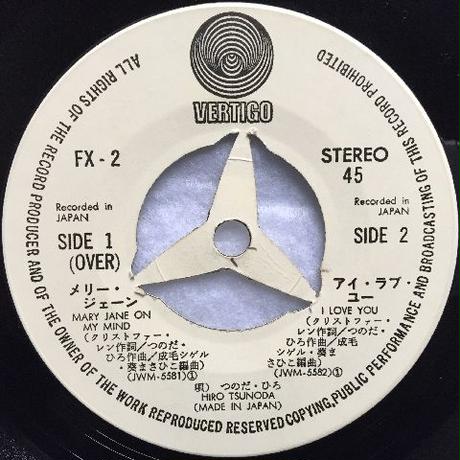 VERTIGO
ALL RIGHTS OF THE RECORD PRODUCER AND OF THE OWNER OF THE WORK REPRODUCED RESERVED COPYING, PUBLIC PERFORMANCE AND BROADCASTING OF THIS RECORD PROHIBITED
FX-2
STEREO
45
Recorded in
JAPAN
Recorded in
JAPAN
SIDE 1
(OVER)
SIDE 2
メリー・
ジェーン
MARY JANE ON
MY MIND
(クリストファー・
レン作詞/つのだ・
ひろ作曲/成毛シゲル
・葵まさひこ編曲)
(JWM-5581)①
アイ・ラブ・
ユー
I LOVE YOU
(クリストファー・
レン作詞/つのだ・
ひろ作曲/成毛
シゲル・葵ま
さひこ編曲)
(JWM-5582)①
唄) つのだ・ひろ
HIRO TSUNODA
(MADE IN JAPAN)